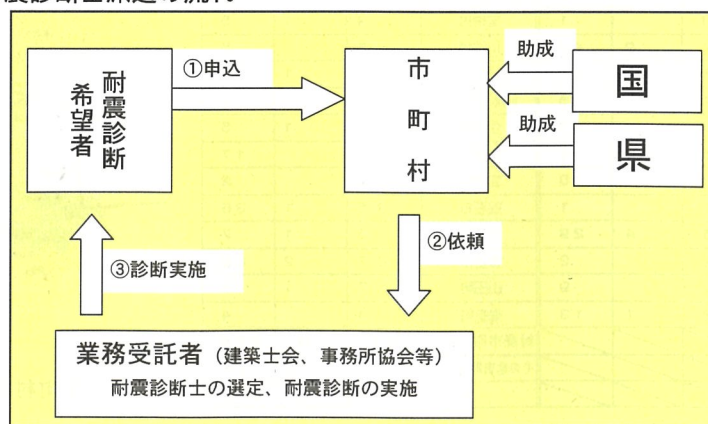 ①申込
助成
国
耐震診断
希望者
市
町
村
助成
県
②依頼
③診断実施
業務受託者（建築士会、事務所協会等）
耐震診断士の選定、耐震診断の実施